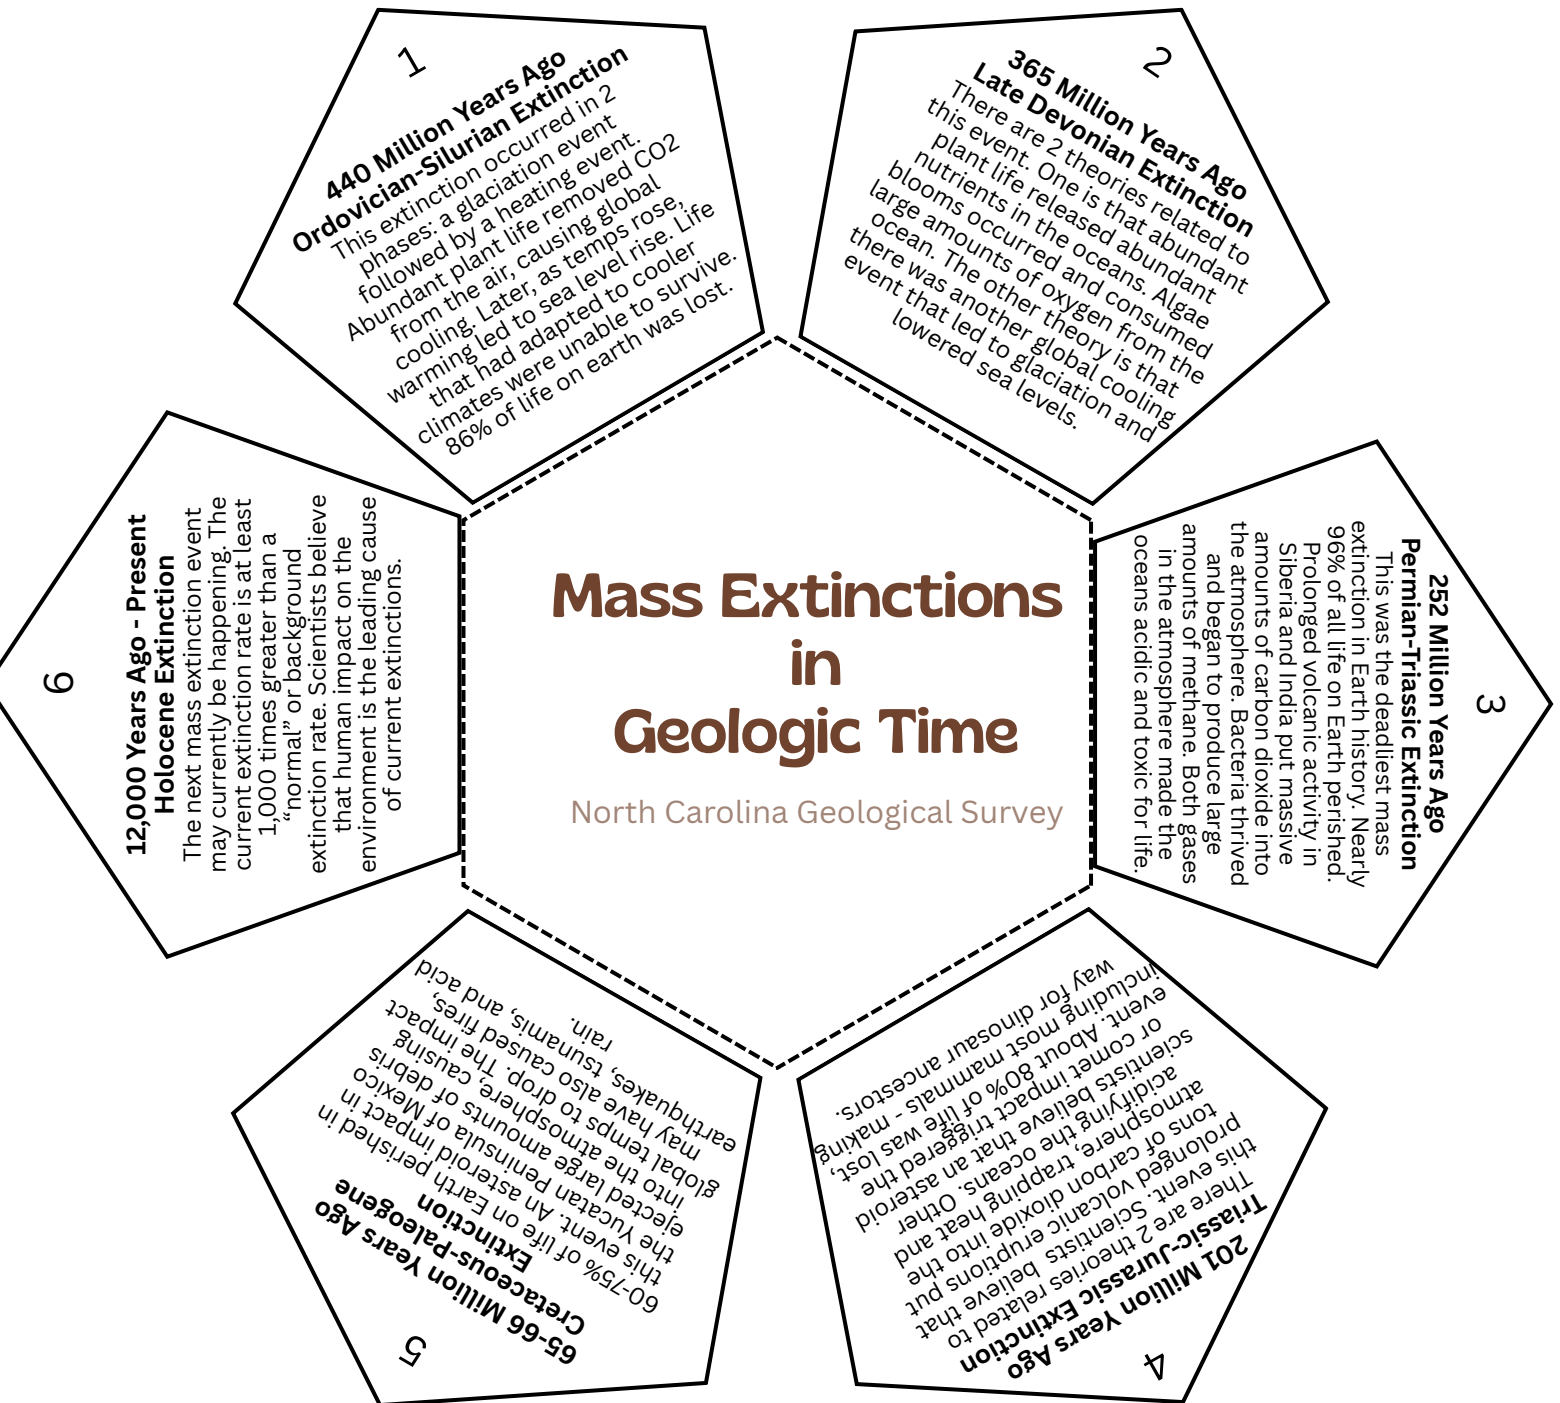 1
440 Million Years Ago
Ordovician-Silurian Extinction
This extinction occurred in 2
phases: a glaciation event
followed by a heating event.
Abundant plant life removed CO2
from the air, causing global
cooling. Later, as temps rose,
warming led to sea level rise. Life
that had adapted to cooler
climates were unable to survive.
86% of life on earth was lost.
2
365 Million Years Ago
Late Devonian Extinction
There are 2 theories related to
this event. One is that abundant
plant life released abundant
nutrients in the oceans. Algae
blooms occurred and consumed
large amounts of oxygen from the
ocean. The other theory is that
there was another global cooling
event that led to glaciation and
lowered sea levels.
3
252 Million Years Ago
Permian-Triassic Extinction
This was the deadliest mass
extinction in Earth history. Nearly
96% of all life on Earth perished.
Prolonged volcanic activity in
Siberia and India put massive
amounts of carbon dioxide into
the atmosphere. Bacteria thrived
and began to produce large
amounts of methane. Both gases
in the atmosphere made the
oceans acidic and toxic for life.
4
201 Million Years Ago
Triassic-Jurassic Extinction
There are 2 theories related to
this event. Scientists believe that
prolonged volcanic eruptions put
tons of carbon dioxide into the
atmosphere, trapping heat and
acidifying the oceans. Other
scientists believe that an asteroid
or comet impact triggered the
event. About 80% of life was lost,
including most mammals - making
way for dinosaur ancestors.
5
65-66 Million Years Ago
Cretaceous-Paleogene
Extinction
60-75% of life on Earth perished in
this event. An asteroid impact in
the Yucatan Peninsula of Mexico
ejected large amounts of debris
into the atmosphere, causing
global temps to drop. The impact
may have also caused fires,
earthquakes, tsunamis, and acid
rain.
6
12,000 Years Ago - Present
Holocene Extinction
The next mass extinction event
may currently be happening. The
current extinction rate is at least
1,000 times greater than a
“normal” or background
extinction rate. Scientists believe
that human impact on the
environment is the leading cause
of current extinctions.
Mass Extinctions
in
Geologic Time
North Carolina Geological Survey